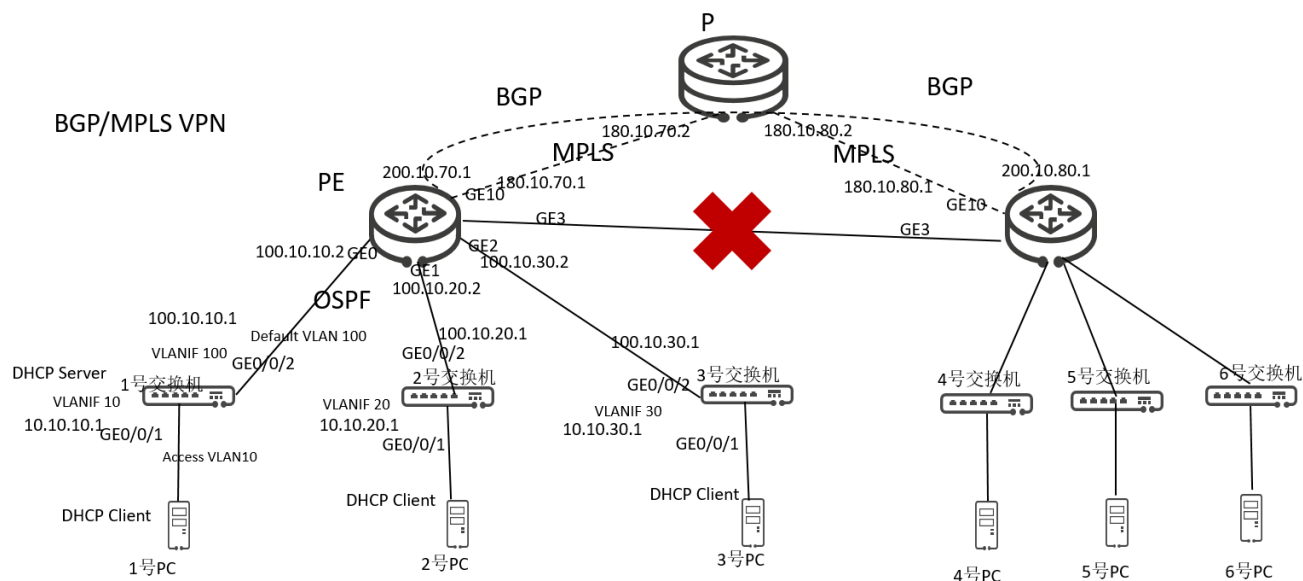 P
BGP
BGP
BGP/MPLS VPN
180.10.70.2
180.10.80.2
MPLS
MPLS
200.10.70.1
200.10.80.1
PE
180.10.70.1
180.10.80.1
GE10
GE10
GE3
GE3
GE2
100.10.10.2
GE0
100.10.30.2
GE1
100.10.20.2
OSPF
100.10.10.1
Default VLAN 100
100.10.20.1
100.10.30.1
VLANIF 100
GE0/0/2
GE0/0/2
DHCP Server
1号交换机
2号交换机
3号交换机
4号交换机
5号交换机
6号交换机
GE0/0/2
VLANIF 10
VLANIF 20
VLANIF 30
10.10.10.1
10.10.20.1
10.10.30.1
GE0/0/1
GE0/0/1
GE0/0/1
Access VLAN10
DHCP Client
DHCP Client
DHCP Client
1号PC
2号PC
3号PC
4号PC
5号PC
6号PC